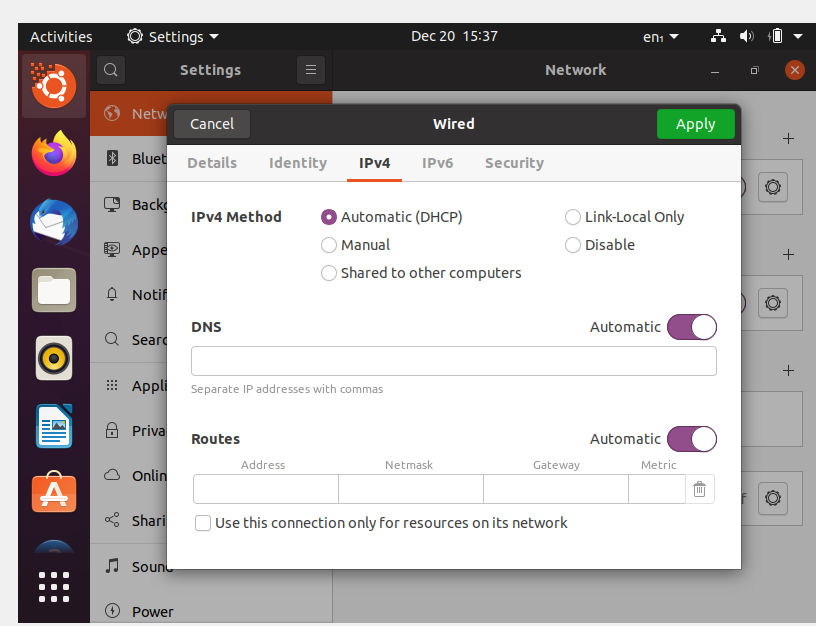 Activities Settings Dec 20 15:37 en₁
Settings Network
Netw
Cancel Wired Apply
Bluet
Details Identity IPv4 IPv6 Security
Backg
IPv4 Method Automatic (DHCP) Link-Local Only
Manual Disable
Appe
Shared to other computers
Notif
DNS Automatic
Searc
Separate IP addresses with commas
Appli
Priva
Routes Automatic
Address Netmask Gateway Metric
Onlin
Shari
Use this connection only for resources on its network
Sound
Power